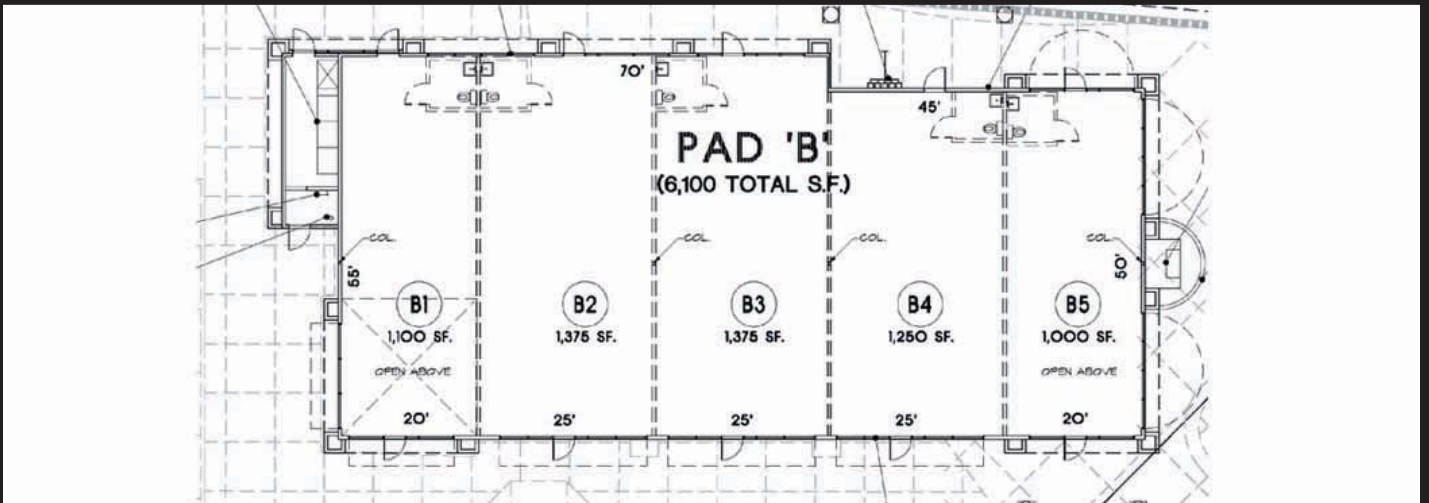 70'
45'
PAD 'B'
(6,100 TOTAL S.F.)
COL.
COL.
COL.
COL.
55'
50'
B1
1,100 SF.
OPEN ABOVE
20'
B2
1,375 SF.
25'
B3
1,375 SF.
25'
B4
1,250 SF.
25'
B5
1,000 SF.
OPEN ABOVE
20'